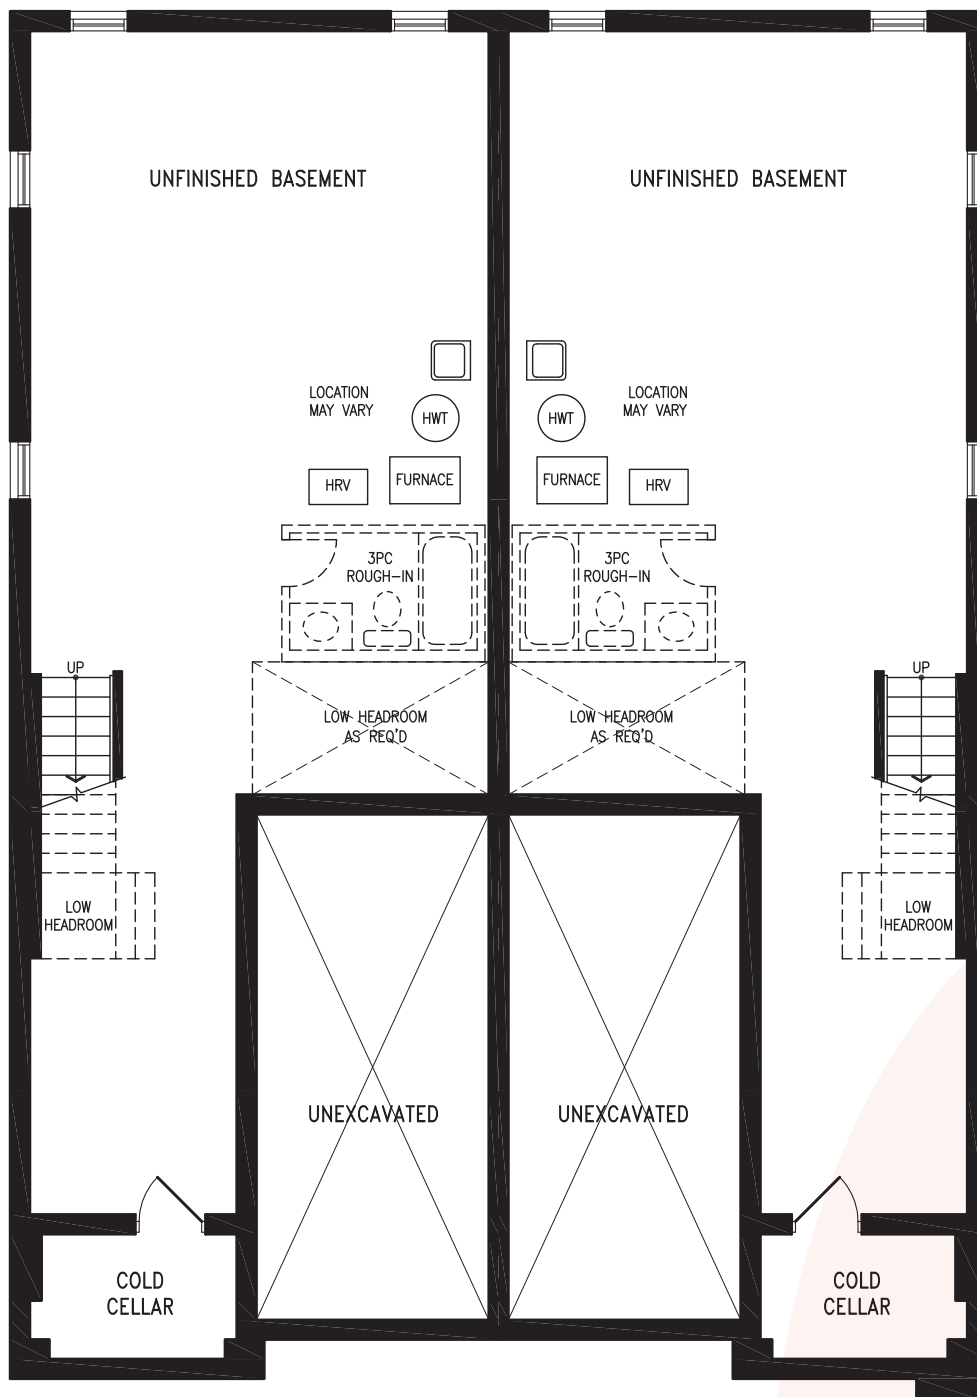 UNFINISHED BASEMENT
UNFINISHED BASEMENT
LOCATION
MAY VARY
LOCATION
MAY VARY
HWT
HWT
HRV
FURNACE
FURNACE
HRV
3PC
ROUGH-IN
3PC
ROUGH-IN
UP
UP
LOW HEADROOM
AS REQ'D
LOW HEADROOM
AS REQ'D
LOW
HEADROOM
LOW
HEADROOM
UNEXCAVATED
UNEXCAVATED
COLD
CELLAR
COLD
CELLAR